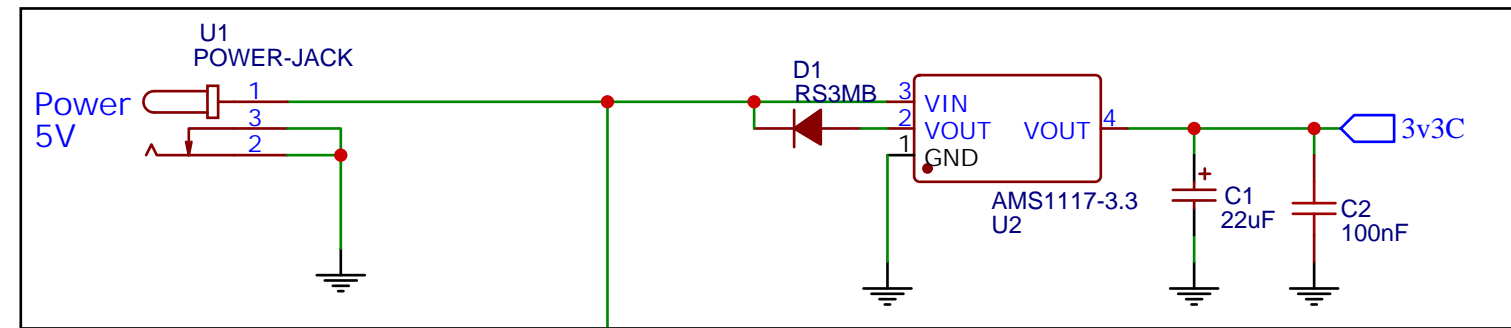 U1
POWER-JACK
Power
5V
1
3
2
D1
RS3MB
3
VIN
2
VOUT
VOUT
4
1
GND
AMS1117-3.3
U2
3v3C
+
C1
22uF
C2
100nF